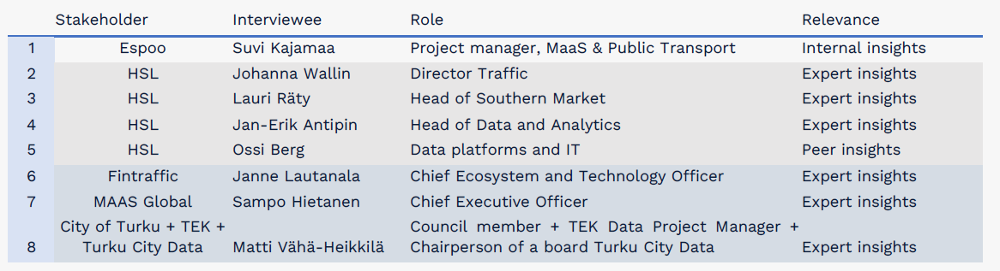 Stakeholder Interviewee Role Relevance
1 Espoo Suvi Kajamaa Project manager, MaaS & Public Transport Internal insights
2 HSL Johanna Wallin Director Traffic Expert insights
3 HSL Lauri Räty Head of Southern Market Expert insights
4 HSL Jan-Erik Antipin Head of Data and Analytics Expert insights
5 HSL Ossi Berg Data platforms and IT Peer insights
6 Fintraffic Janne Lautanala Chief Ecosystem and Technology Officer Expert insights
7 MAAS Global Sampo Hietanen Chief Executive Officer Expert insights
City of Turku + TEK + Council member + TEK Data Project Manager +
8 Turku City Data Matti Vähä-Heikkilä Chairperson of a board Turku City Data Expert insights